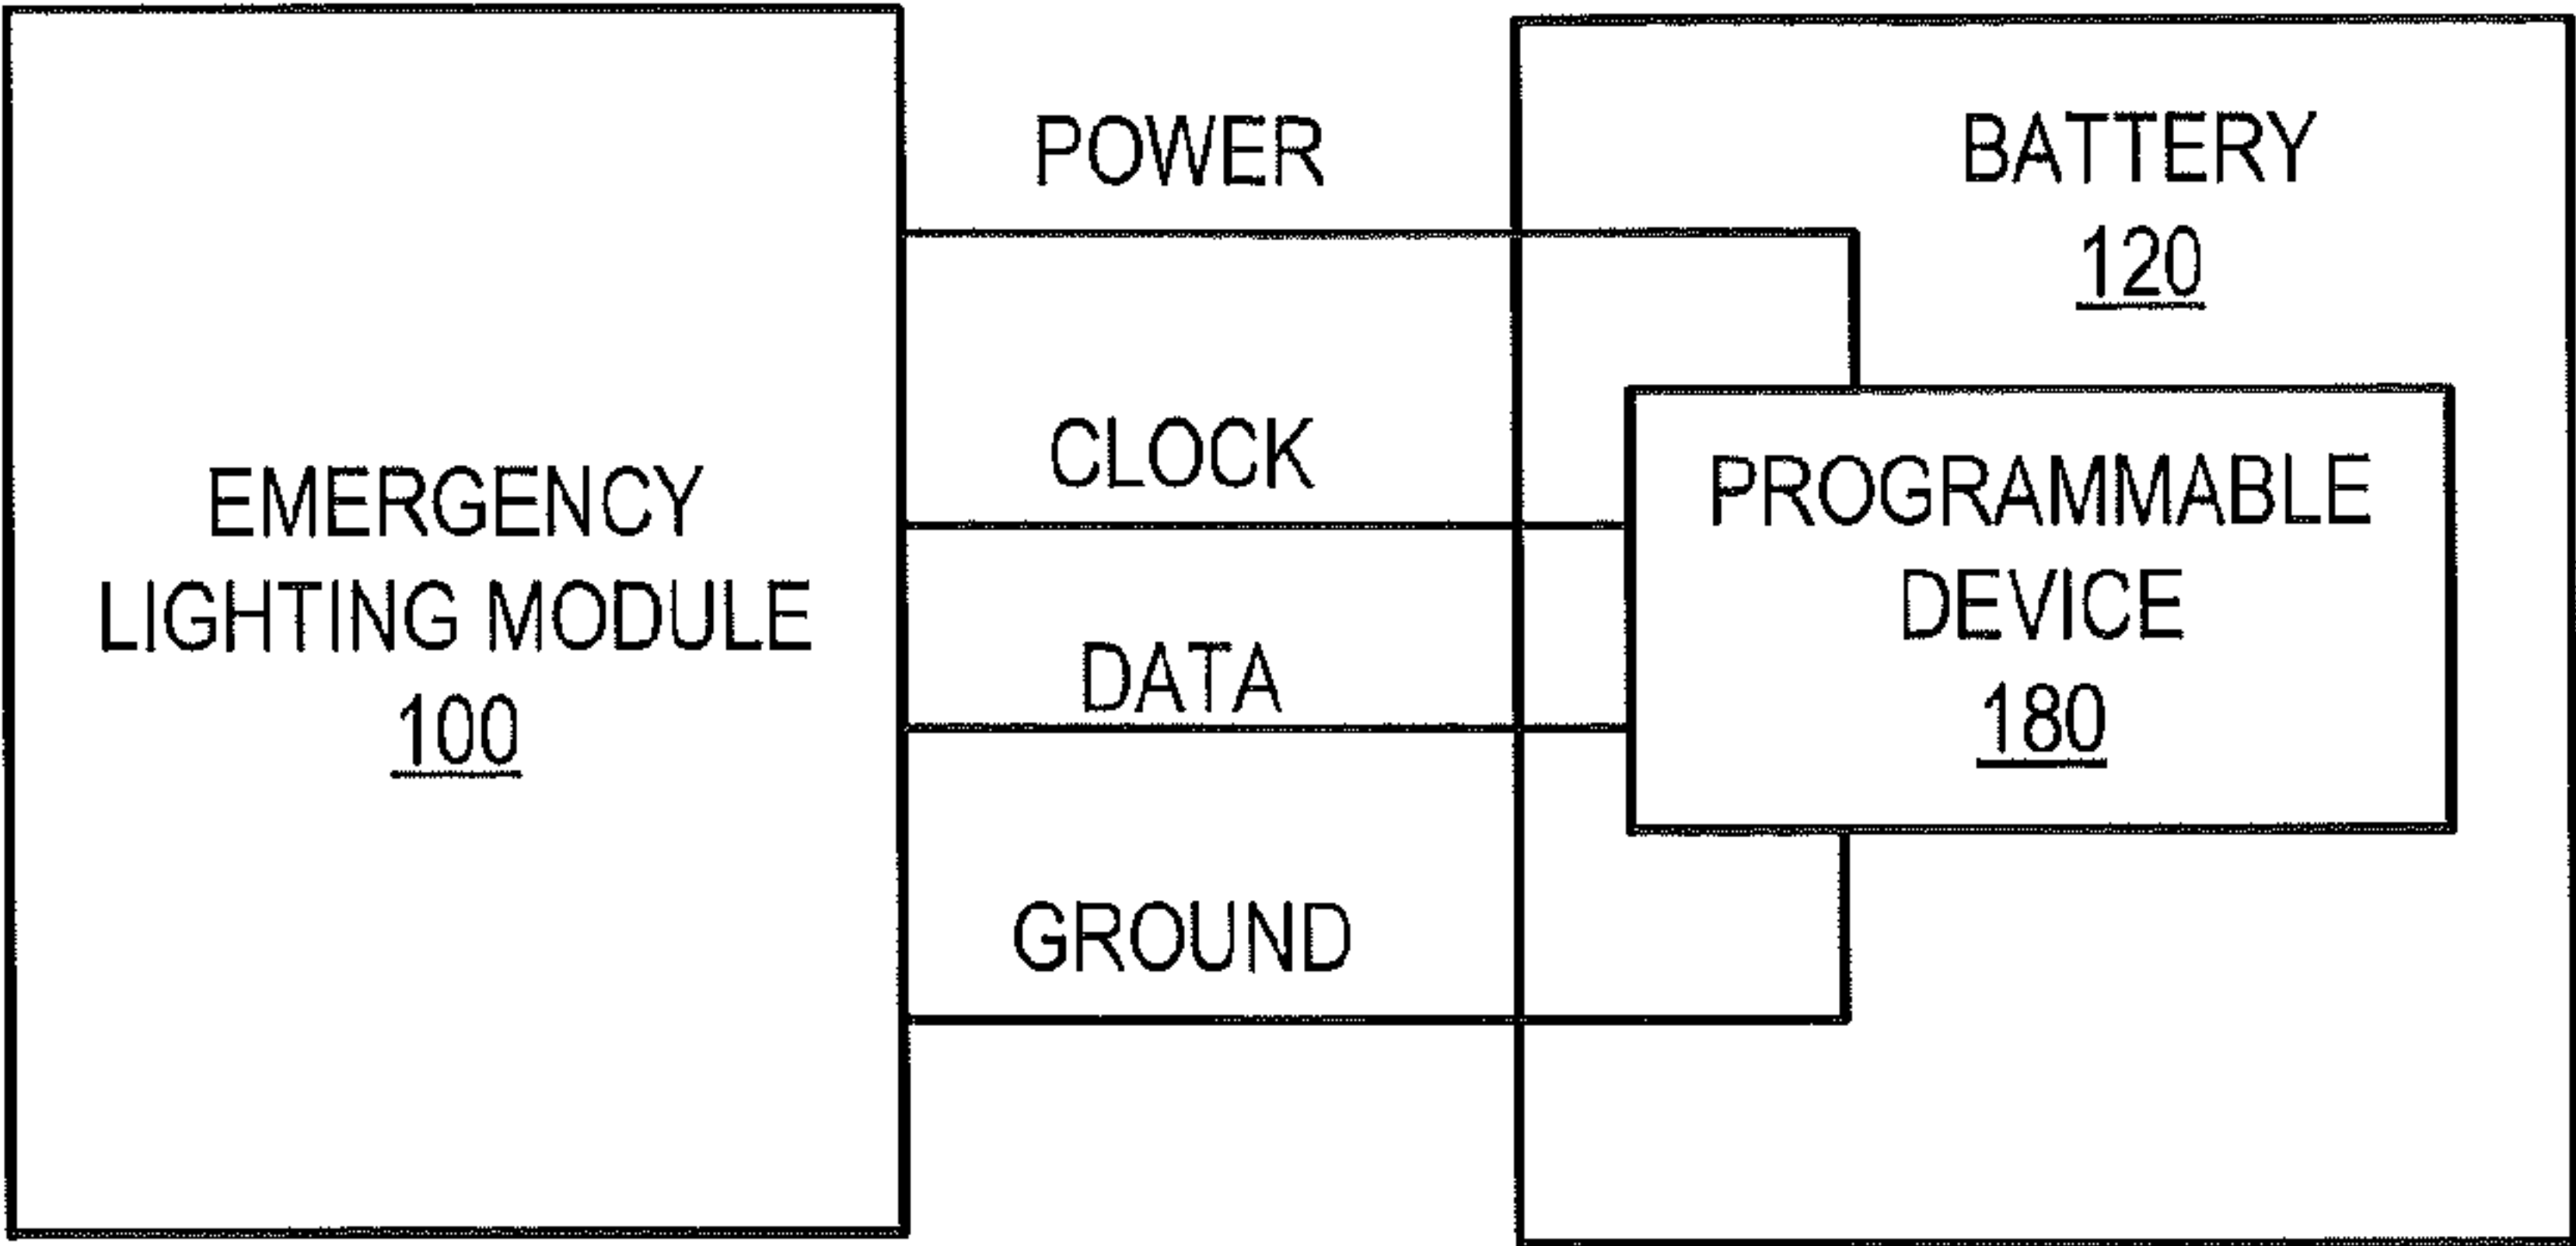 EMERGENCY
LIGHTING MODULE
100
POWER
CLOCK
DATA
GROUND
BATTERY
120
PROGRAMMABLE
DEVICE
180